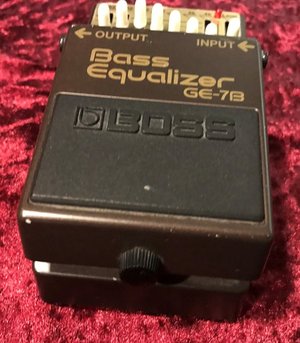 OUTPUT
INPUT
Bass
Equalizer
GE-7B
BOSS